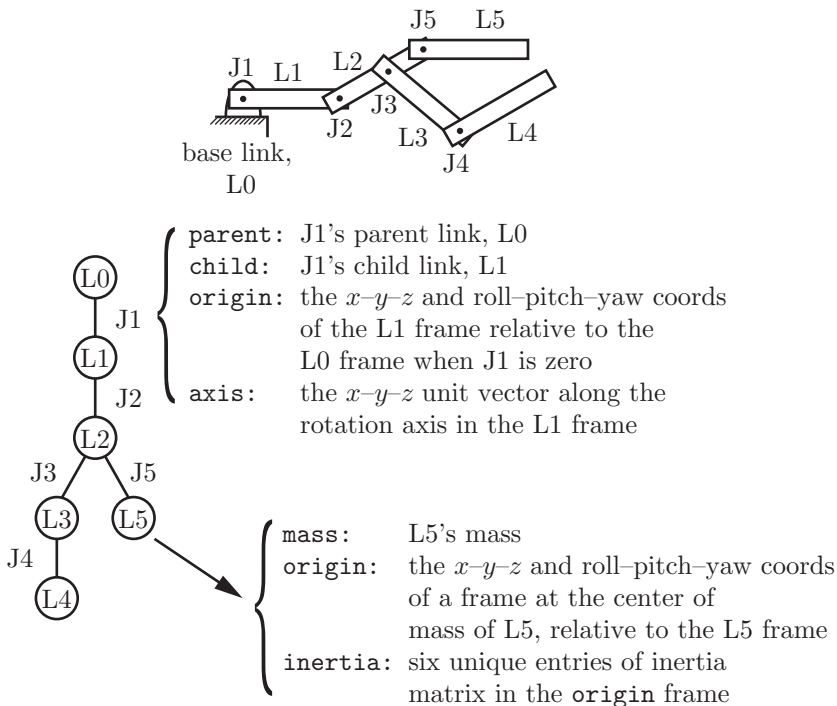 J5 L5
J1 L1 L2
J3
J2 L3 L4
J4
base link,
L0
parent: J1's parent link, L0
child: J1's child link, L1
origin: the x–y–z and roll–pitch–yaw coords
of the L1 frame relative to the
L0 frame when J1 is zero
axis: the x–y–z unit vector along the
rotation axis in the L1 frame
L0
J1
L1
J2
L2
J3 J5
L3 L5
J4
L4
mass: L5's mass
origin: the x–y–z and roll–pitch–yaw coords
of a frame at the center of
mass of L5, relative to the L5 frame
inertia: six unique entries of inertia
matrix in the origin frame